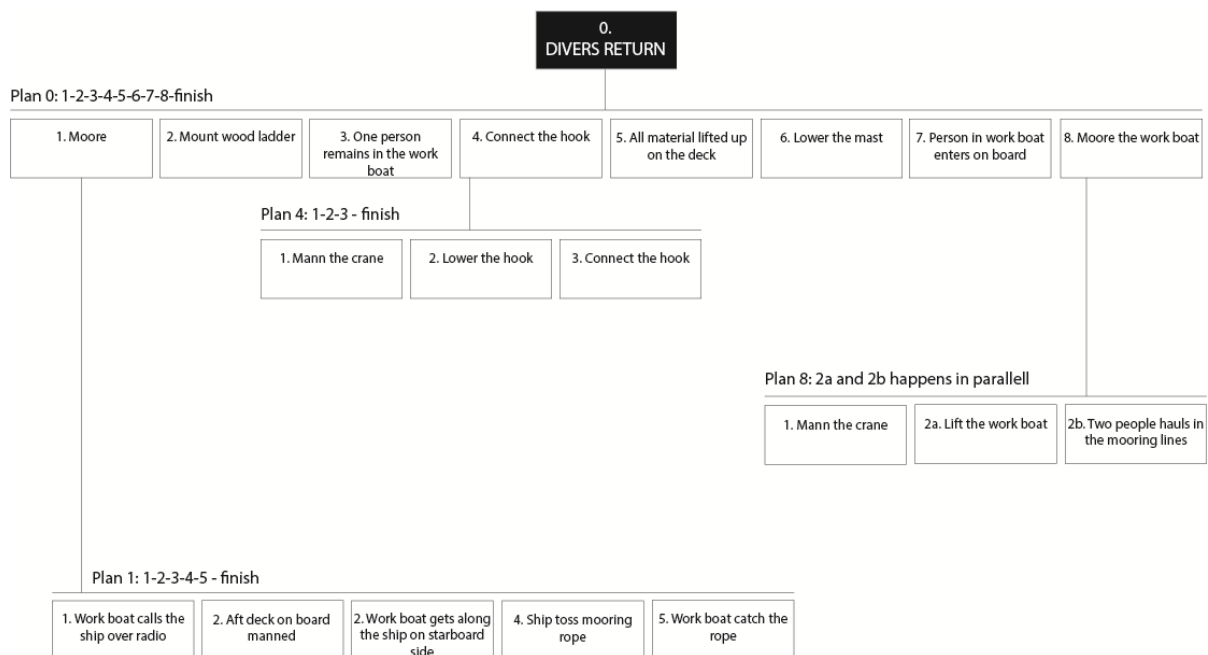 0.
DIVERS RETURN
Plan 0: 1-2-3-4-5-6-7-8-finish
1. Moore
2. Mount wood ladder
3. One person
remains in the work
boat
4. Connect the hook
5. All material lifted up
on the deck
6. Lower the mast
7. Person in work boat
enters on board
8. Moore the work boat
Plan 4: 1-2-3 - finish
1. Mann the crane
2. Lower the hook
3. Connect the hook
Plan 8: 2a and 2b happens in parallell
1. Mann the crane
2a. Lift the work boat
2b. Two people hauls in
the mooring lines
Plan 1: 1-2-3-4-5 - finish
1. Work boat calls the
ship over radio
2. Aft deck on board
manned
2. Work boat gets along
the ship on starboard
side
4. Ship toss mooring
rope
5. Work boat catch the
rope